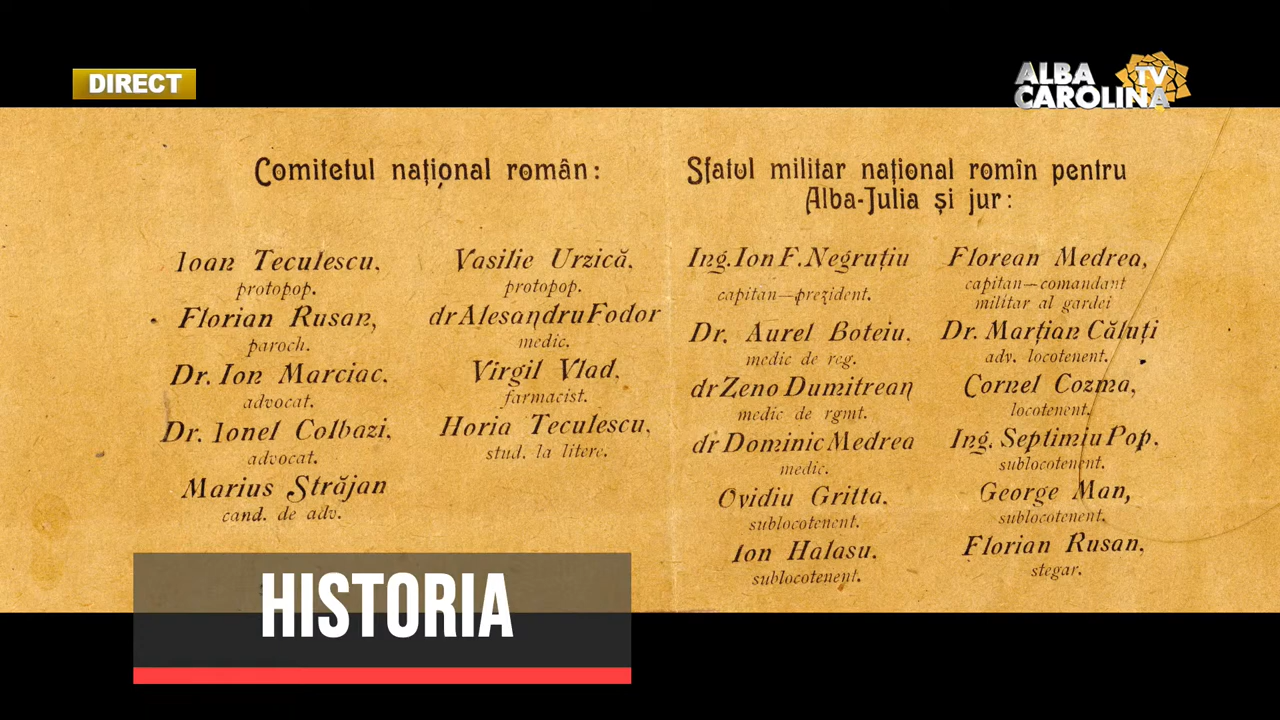 DIRECT
ALBA
CAROLINA
TV
Comitetul național român:
Ioan Teculescu,
protopop.
Florian Rusan,
paroch.
Dr. Ion Marciac,
advocat.
Dr. Ionel Colbazi,
advocat.
Marius Străjan
cand. de adv.
Vasilie Urzică,
protopop.
dr Alesandru Fodor
medic.
Virgil Vlad,
farmacist.
Horia Teculescu,
stud. la litere.
Sfatul militar național romîn pentru
Alba-Julia și jur:
Ing. Ion F. Negruțiu
capitan—prezident.
Dr. Aurel Boteiu,
medic de reg.
dr Zeno Dumitrean
medic de rgmt.
dr Dominic Medrea
medic.
Ovidiu Gritta,
sublocotenent.
Ion Halasu,
sublocotenent.
Florean Medrea,
capitan—comandant
militar al gardei
Dr. Marțian Căluți
adv. locotenent.
Cornel Cozma,
locotenent.
Ing. Septimiu Pop,
sublocotenent.
George Man,
sublocotenent.
Florian Rusan,
stegar.
HISTORIA